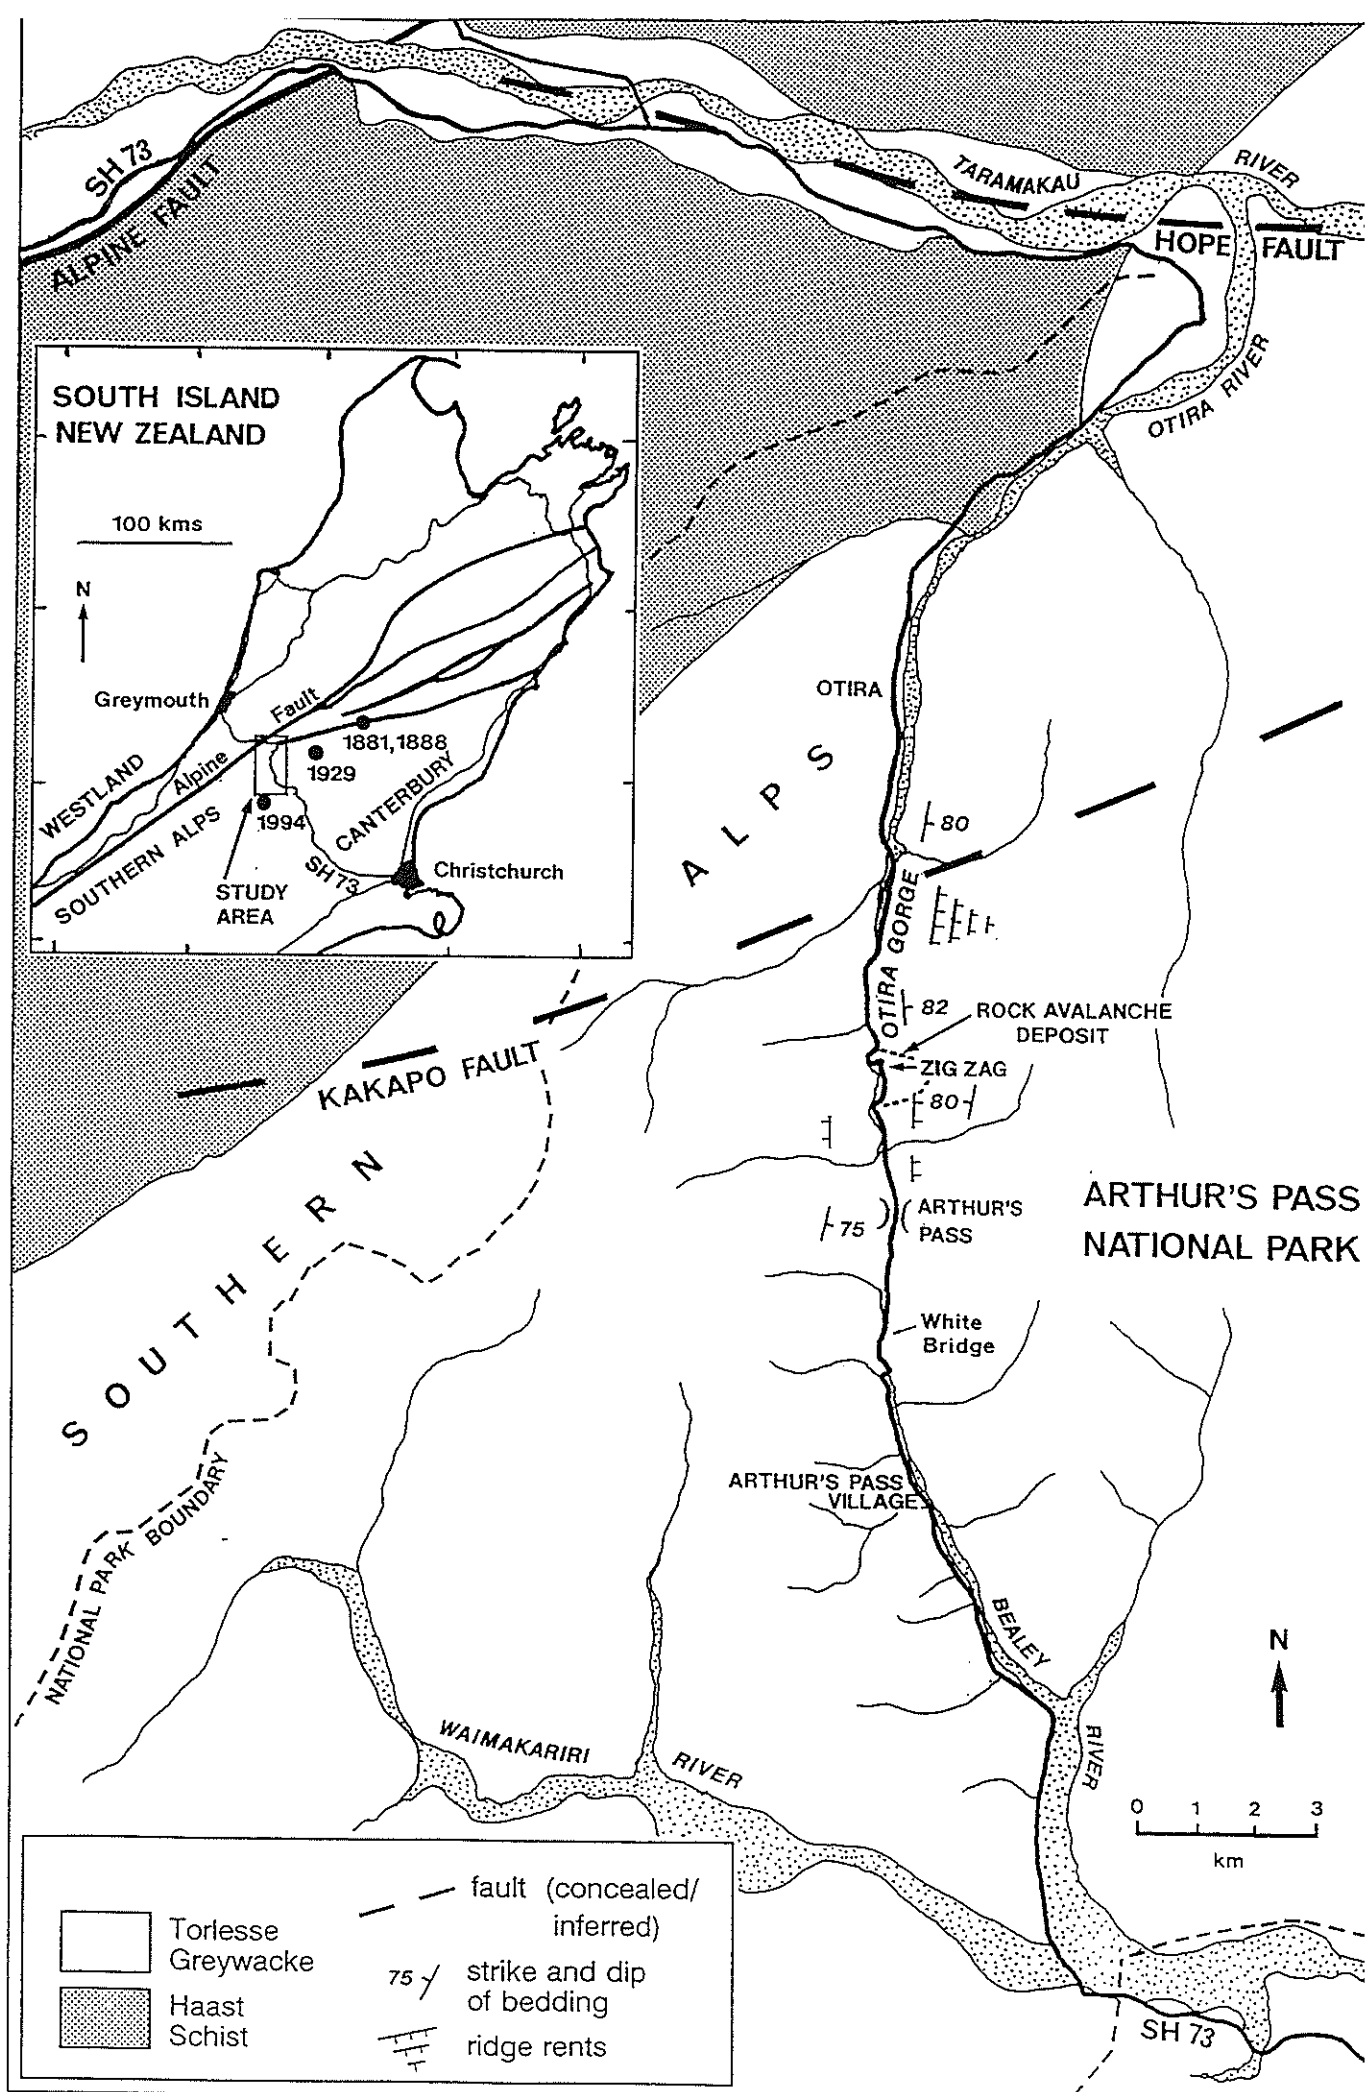 SH 73
ALPINE FAULT
TARAMAKAU
RIVER
HOPE FAULT
OTIRA RIVER
SOUTH ISLAND
NEW ZEALAND
100 kms
N
Greymouth
Fault
Alpine
1881, 1888
1929
1994
WESTLAND
SOUTHERN ALPS
CANTERBURY
SH 73
Christchurch
STUDY
AREA
OTIRA
80
OTIRA GORGE
82
ROCK AVALANCHE
DEPOSIT
ZIG ZAG
80
KAKAPO FAULT
SOUTHERN ALPS
75
ARTHUR'S
PASS
ARTHUR'S PASS
NATIONAL PARK
White
Bridge
ARTHUR'S PASS
VILLAGE
NATIONAL PARK BOUNDARY
BEALEY
RIVER
WAIMAKARIRI
RIVER
N
0 1 2 3
km
SH 73
Torlesse
Greywacke
Haast
Schist
fault (concealed/
inferred)
75
strike and dip
of bedding
ridge rents